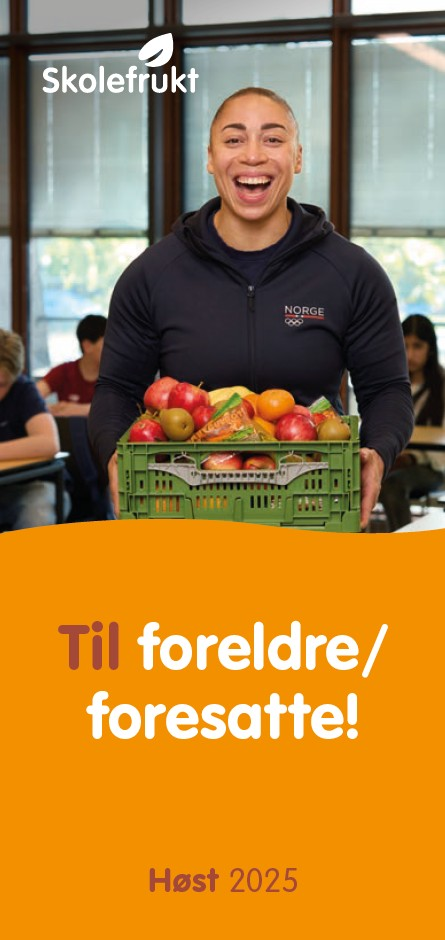 Skolefrukt
NORGE
Til foreldre/
foresatte!
Høst 2025